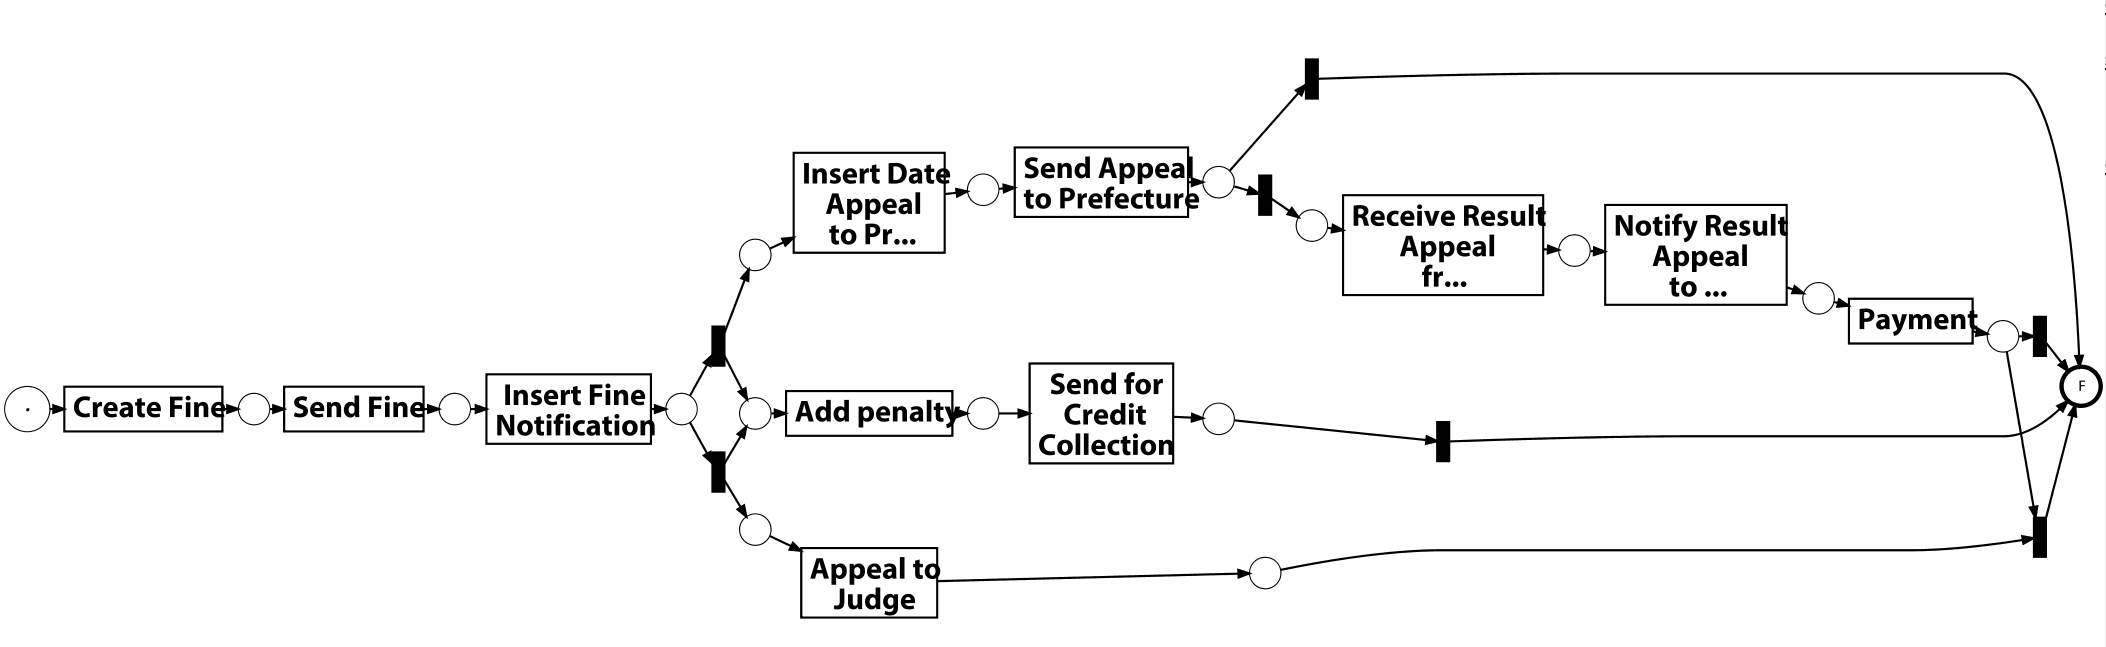 Create Fine
Send Fine
Insert Fine
Notification
Insert Date
Appeal
to Pr...
Send Appeal
to Prefecture
Receive Result
Appeal
fr...
Notify Result
Appeal
to ...
Payment
Add penalty
Send for
Credit
Collection
Appeal to
Judge
F